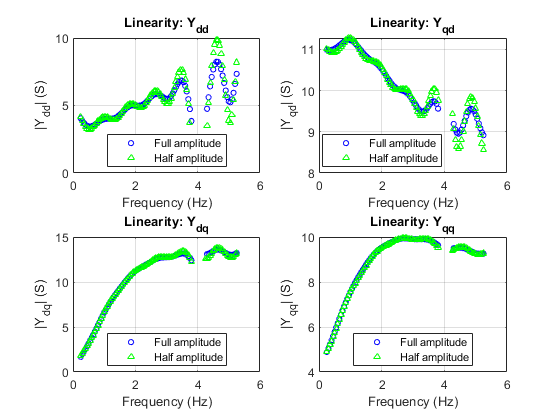 Linearity: Y_dd
10
5
0
|Y_dd| (S)
Full amplitude
Half amplitude
0 2 4 6
Frequency (Hz)
Linearity: Y_qd
11
10
9
8
|Y_qd| (S)
Full amplitude
Half amplitude
0 2 4 6
Frequency (Hz)
Linearity: Y_dq
15
10
5
0
|Y_dq| (S)
Full amplitude
Half amplitude
0 2 4 6
Frequency (Hz)
Linearity: Y_qq
10
8
6
4
|Y_qq| (S)
Full amplitude
Half amplitude
0 2 4 6
Frequency (Hz)